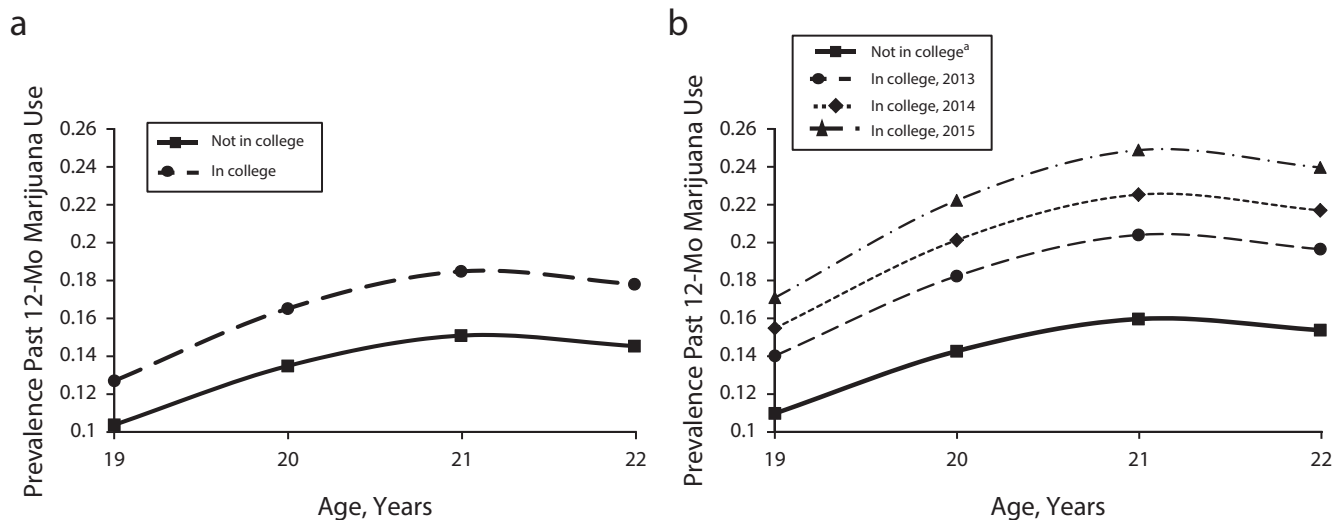 a
Prevalence Past 12-Mo Marijuana Use
0.26
0.24
0.22
0.2
0.18
0.16
0.14
0.12
0.1
Not in college
In college
19
20
21
22
Age, Years
b
Prevalence Past 12-Mo Marijuana Use
Not in collegeᵃ
In college, 2013
In college, 2014
In college, 2015
0.26
0.24
0.22
0.2
0.18
0.16
0.14
0.12
0.1
19
20
21
22
Age, Years